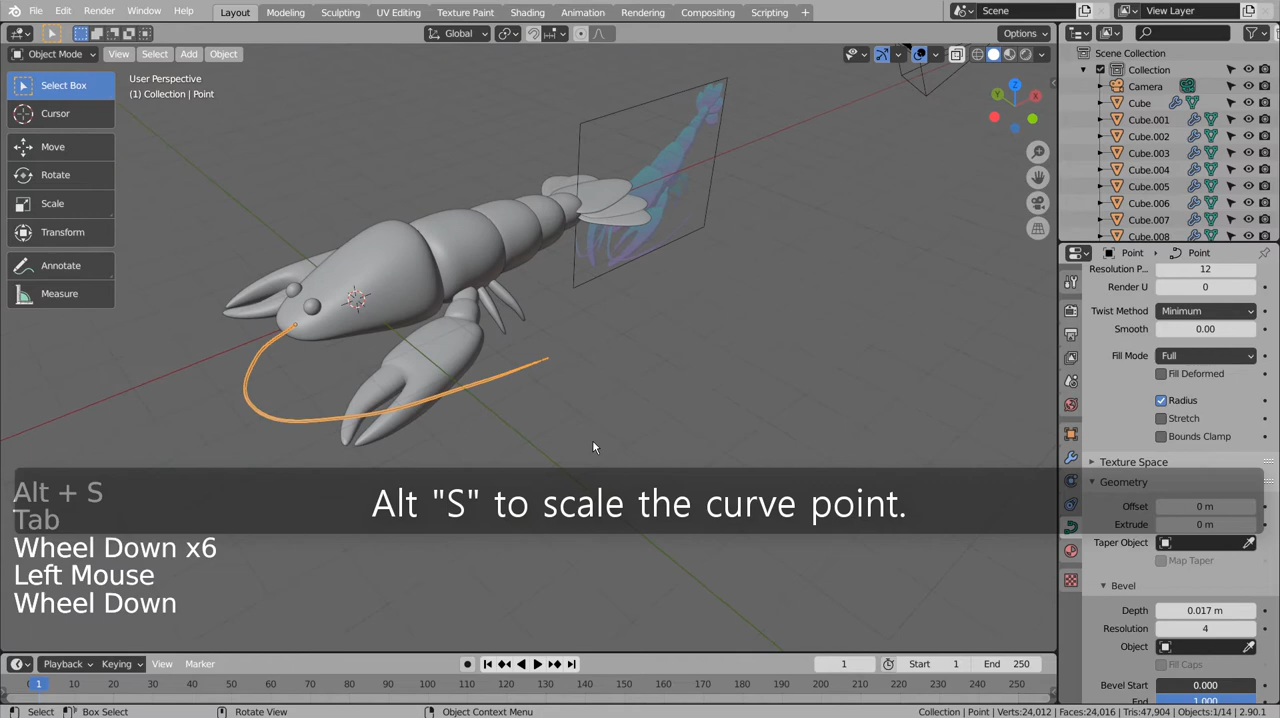 File Edit Render Window Help Layout Modeling Sculpting UV Editing Texture Paint Shading Animation Rendering Compositing Scripting + Scene View Layer
Global Options
Object Mode View Select Add Object
User Perspective
(1) Collection | Point
Select Box
Cursor
Move
Rotate
Scale
Transform
Annotate
Measure
X
Y
Z
Scene Collection
Collection
Camera
Cube
Cube.001
Cube.002
Cube.003
Cube.004
Cube.005
Cube.006
Cube.007
Cube.008
Point Point
Resolution P... 12
Render U 0
Twist Method Minimum
Smooth 0.00
Fill Mode Full
Fill Deformed
Radius
Stretch
Bounds Clamp
Texture Space
Geometry
Offset 0 m
Extrude 0 m
Taper Object
Map Taper
Bevel
Depth 0.017 m
Resolution 4
Object
Fill Caps
Bevel Start 0.000
End 1.000
Alt + S
Tab
Wheel Down x6
Left Mouse
Wheel Down
Alt "S" to scale the curve point.
Playback Keying View Marker 1 Start 1 End 250
1 10 20 30 40 50 60 70 80 90 100 110 120 130 140 150 160 170 180 190 200 210 220 230 240 250
Select Box Select Rotate View Object Context Menu Collection | Point | Verts:24,012 | Faces:24,016 | Tris:47,904 | Objects:1/14 | 2.90.1